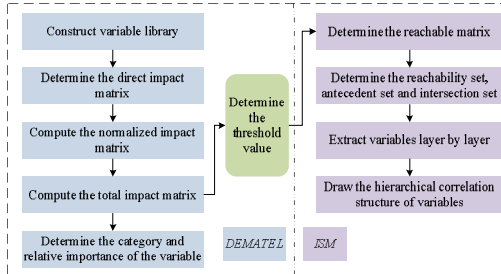 Construct variable library
Determine the direct impact
matrix
Compute the normalized impact
matrix
Compute the total impact matrix
Determine the category and
relative importance of the variable
Determine
the
threshold
value
DEMATEL
Determine the reachable matrix
Determine the reachability set,
antecedent set and intersection set
Extract variables layer by layer
Draw the hierarchical correlation
structure of variables
ISM